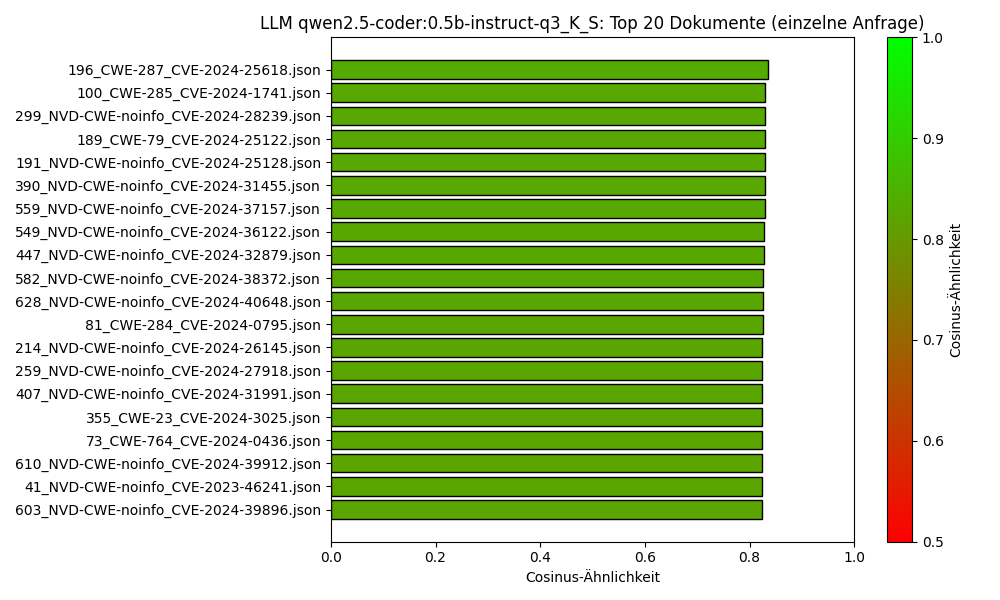 LLM qwen2.5-coder:0.5b-instruct-q3_K_S: Top 20 Dokumente (einzelne Anfrage)
196_CWE-287_CVE-2024-25618.json
100_CWE-285_CVE-2024-1741.json
299_NVD-CWE-noinfo_CVE-2024-28239.json
189_CWE-79_CVE-2024-25122.json
191_NVD-CWE-noinfo_CVE-2024-25128.json
390_NVD-CWE-noinfo_CVE-2024-31455.json
559_NVD-CWE-noinfo_CVE-2024-37157.json
549_NVD-CWE-noinfo_CVE-2024-36122.json
447_NVD-CWE-noinfo_CVE-2024-32879.json
582_NVD-CWE-noinfo_CVE-2024-38372.json
628_NVD-CWE-noinfo_CVE-2024-40648.json
81_CWE-284_CVE-2024-0795.json
214_NVD-CWE-noinfo_CVE-2024-26145.json
259_NVD-CWE-noinfo_CVE-2024-27918.json
407_NVD-CWE-noinfo_CVE-2024-31991.json
355_CWE-23_CVE-2024-3025.json
73_CWE-764_CVE-2024-0436.json
610_NVD-CWE-noinfo_CVE-2024-39912.json
41_NVD-CWE-noinfo_CVE-2023-46241.json
603_NVD-CWE-noinfo_CVE-2024-39896.json
0.0 0.2 0.4 0.6 0.8 1.0
Cosinus-Ähnlichkeit
1.0
0.9
0.8
0.7
0.6
0.5
Cosinus-Ähnlichkeit